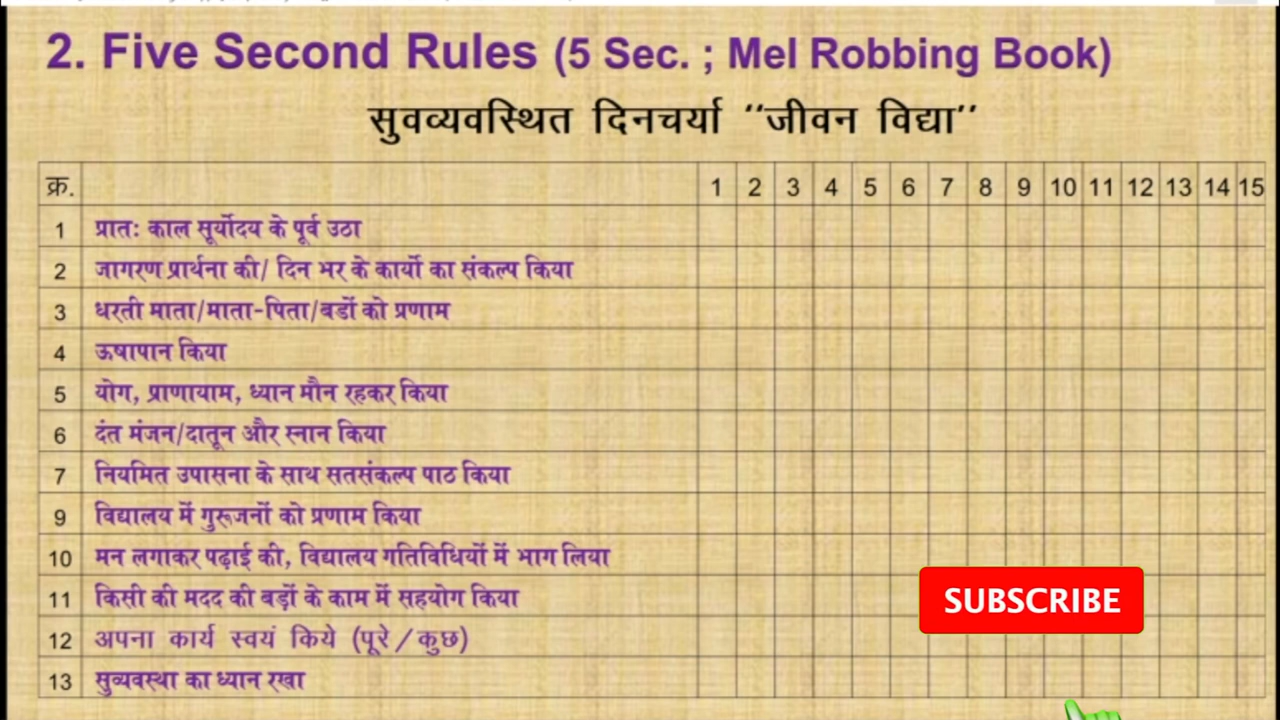 2. Five Second Rules (5 Sec. ; Mel Robbing Book)
सुवव्यवस्थित दिनचर्या ‘‘जीवन विद्या’’
क्र. 1 2 3 4 5 6 7 8 9 10 11 12 13 14 15
1 प्रातः काल सूर्योदय के पूर्व उठा
2 जागरण प्रार्थना की/ दिन भर के कार्यो का संकल्प किया
3 धरती माता/माता-पिता/बडों को प्रणाम
4 ऊषापान किया
5 योग, प्राणायाम, ध्यान मौन रहकर किया
6 दंत मंजन/दातून और स्नान किया
7 नियमित उपासना के साथ सतसंकल्प पाठ किया
9 विद्यालय में गुरूजनों को प्रणाम किया
10 मन लगाकर पढ़ाई की, विद्यालय गतिविधियों में भाग लिया
11 किसी की मदद की बड़ों के काम में सहयोग किया
SUBSCRIBE
12 अपना कार्य स्वयं किये (पूरे/कुछ)
13 सुव्यवस्था का ध्यान रखा